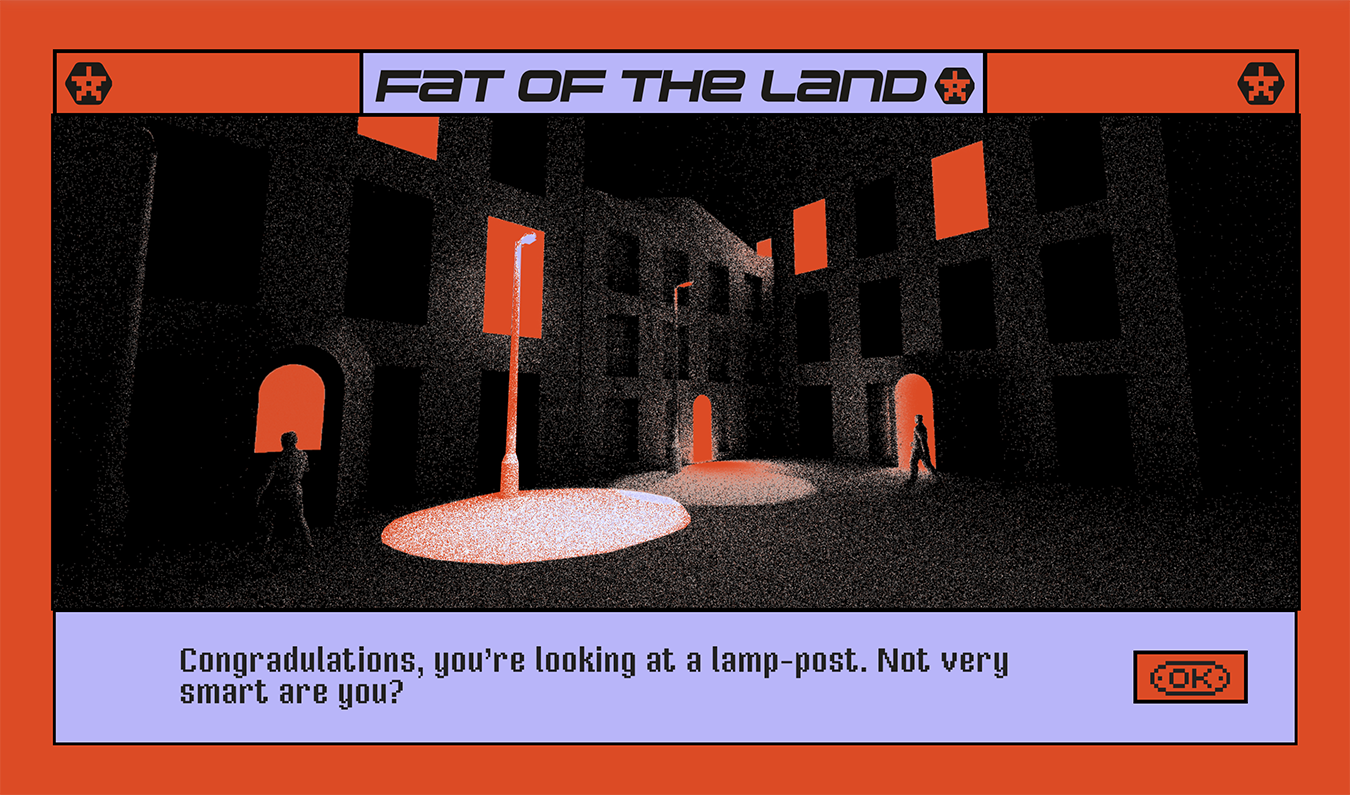 Fat of the Land
Congradulations, you're looking at a lamp-post. Not very
smart are you?
OK